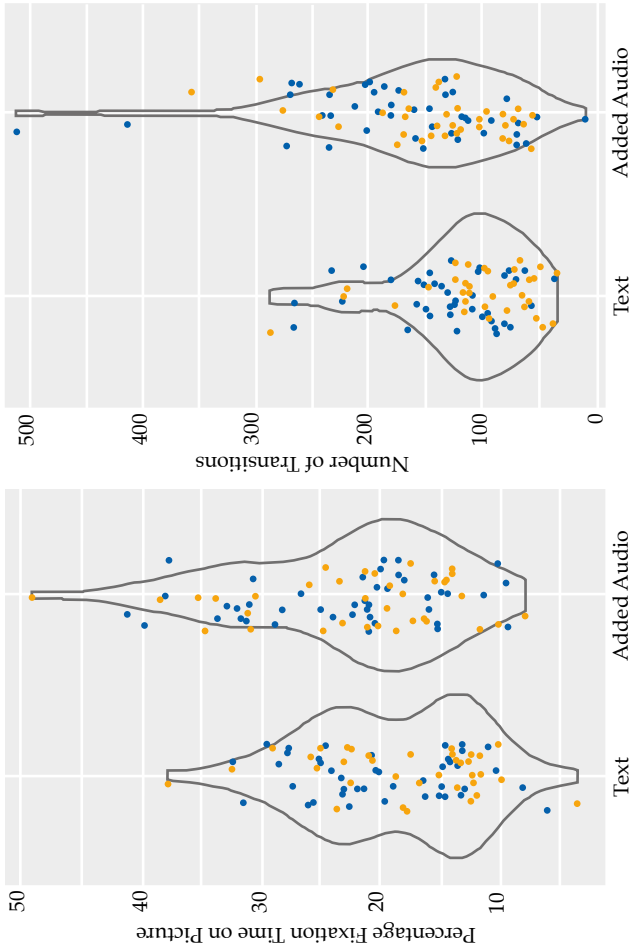 Percentage Fixation Time on Picture
50
40
30
20
10
Text
Added Audio
Number of Transitions
500
400
300
200
100
0
Text
Added Audio